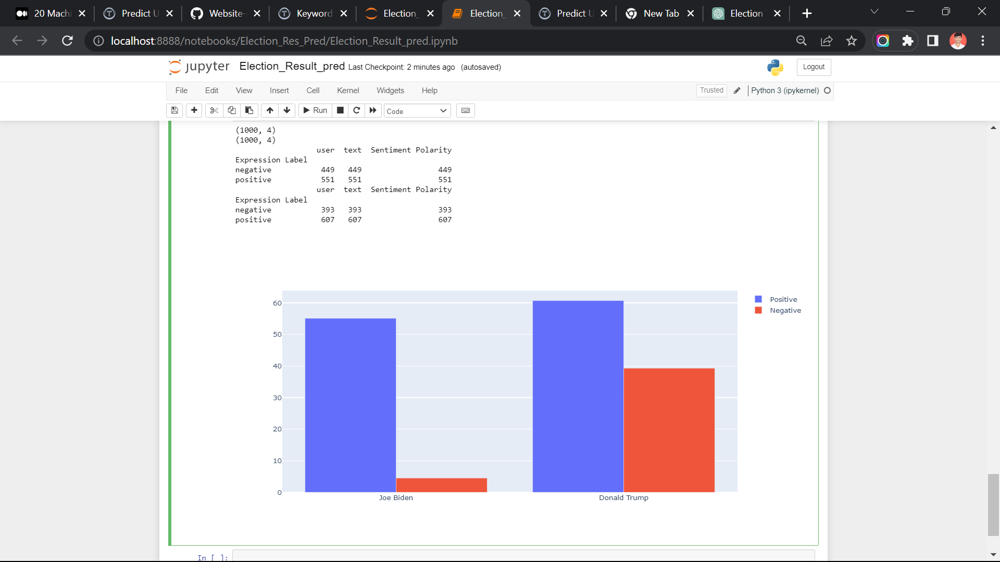 20 Machi
Predict U
Website-
Keyword
Election_
Election_
Predict U
New Tab
Election
localhost:8888/notebooks/Election_Res_Pred/Election_Result_pred.ipynb
jupyter Election_Result_pred Last Checkpoint: 2 minutes ago (autosaved)
Logout
File Edit View Insert Cell Kernel Widgets Help
Trusted Python 3 (ipykernel)
Run Code
(1000, 4)
(1000, 4)
user text Sentiment Polarity
Expression Label
negative 449 449 449
positive 551 551 551
user text Sentiment Polarity
Expression Label
negative 393 393 393
positive 607 607 607
Positive
Negative
60
50
40
30
20
10
0
Joe Biden Donald Trump
In [ ]: